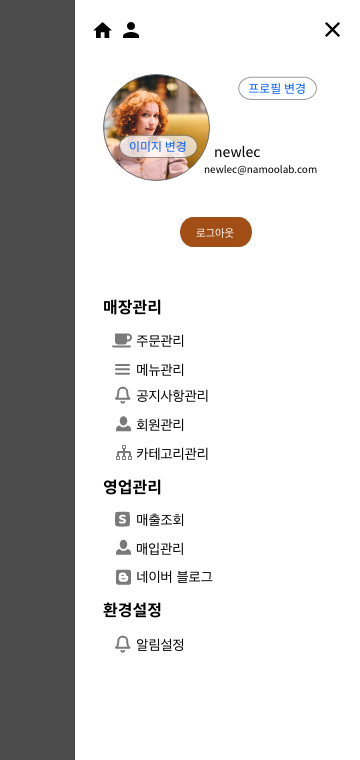 프로필 변경
이미지 변경
newlec
newlec@namoolab.com
로그아웃
매장관리
주문관리
메뉴관리
공지사항관리
회원관리
카테고리관리
영업관리
매출조회
매입관리
네이버 블로그
환경설정
알림설정